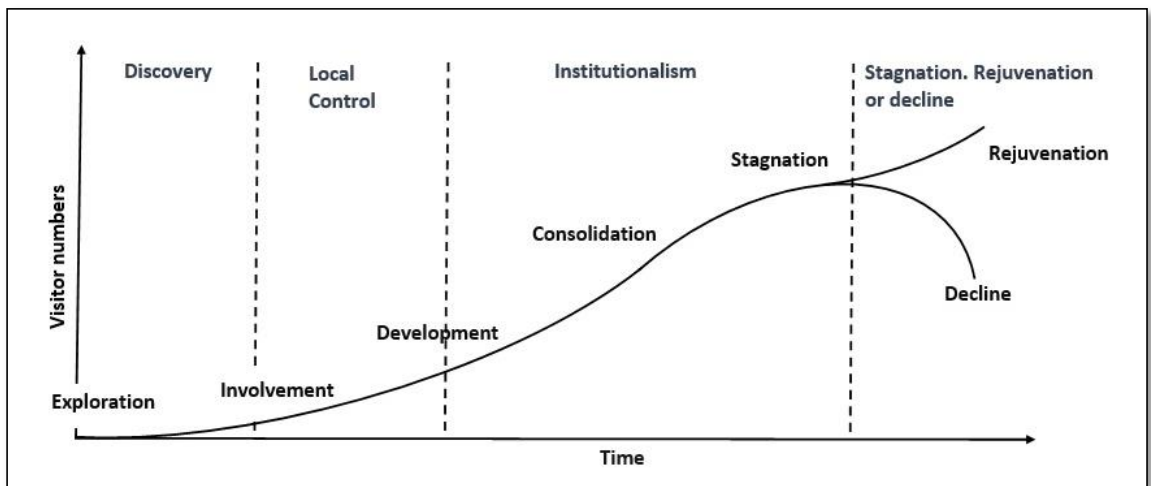 Discovery
Local
Control
Institutionalism
Stagnation. Rejuvenation
or decline
Stagnation
Rejuvenation
Consolidation
Decline
Development
Involvement
Exploration
Visitor numbers
Time